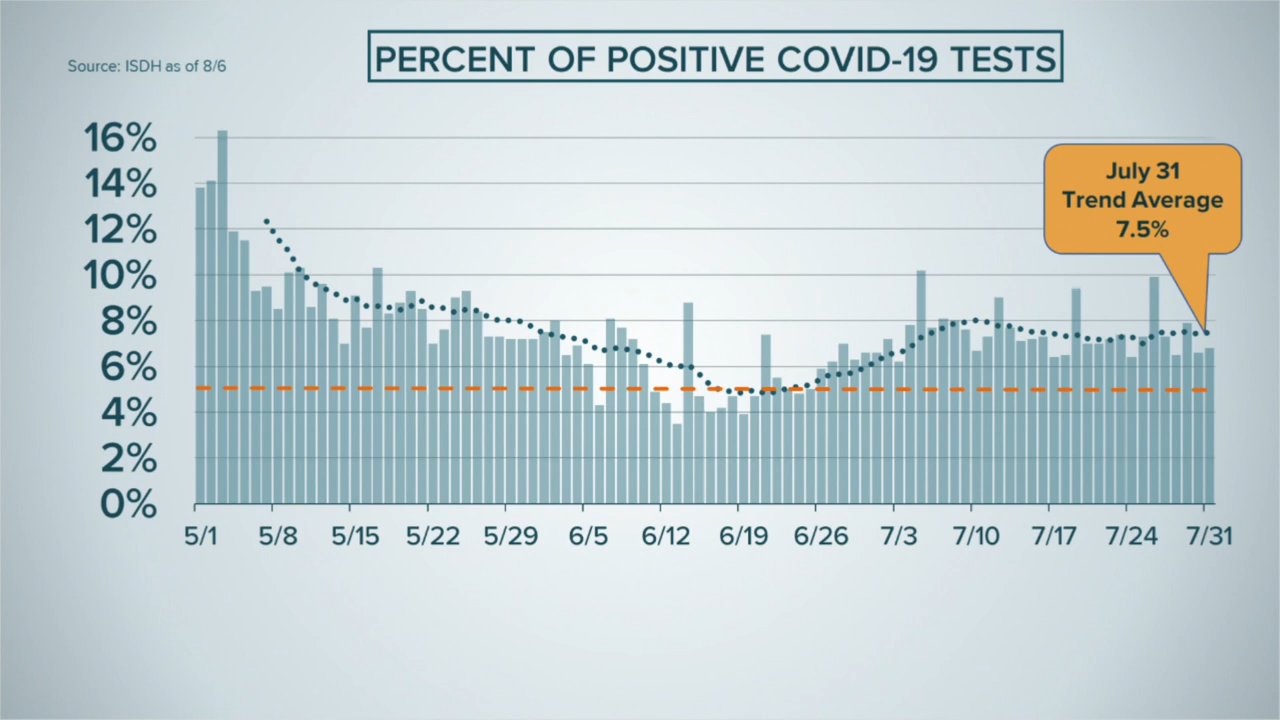 Source: ISDH as of 8/6
PERCENT OF POSITIVE COVID-19 TESTS
16%
14%
12%
10%
8%
6%
4%
2%
0%
July 31
Trend Average
7.5%
5/1 5/8 5/15 5/22 5/29 6/5 6/12 6/19 6/26 7/3 7/10 7/17 7/24 7/31